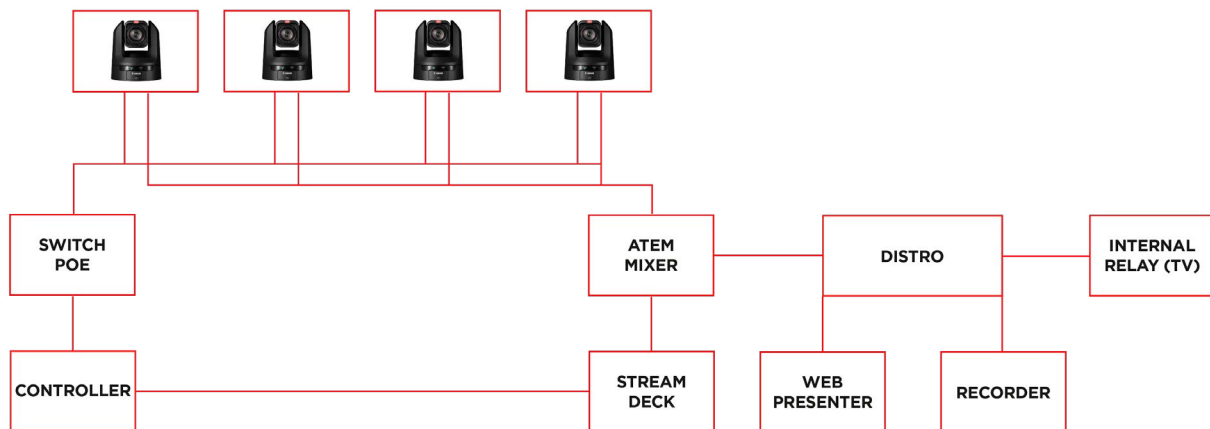 SWITCH
POE
ATEM
MIXER
DISTRO
INTERNAL
RELAY (TV)
CONTROLLER
STREAM
DECK
WEB
PRESENTER
RECORDER